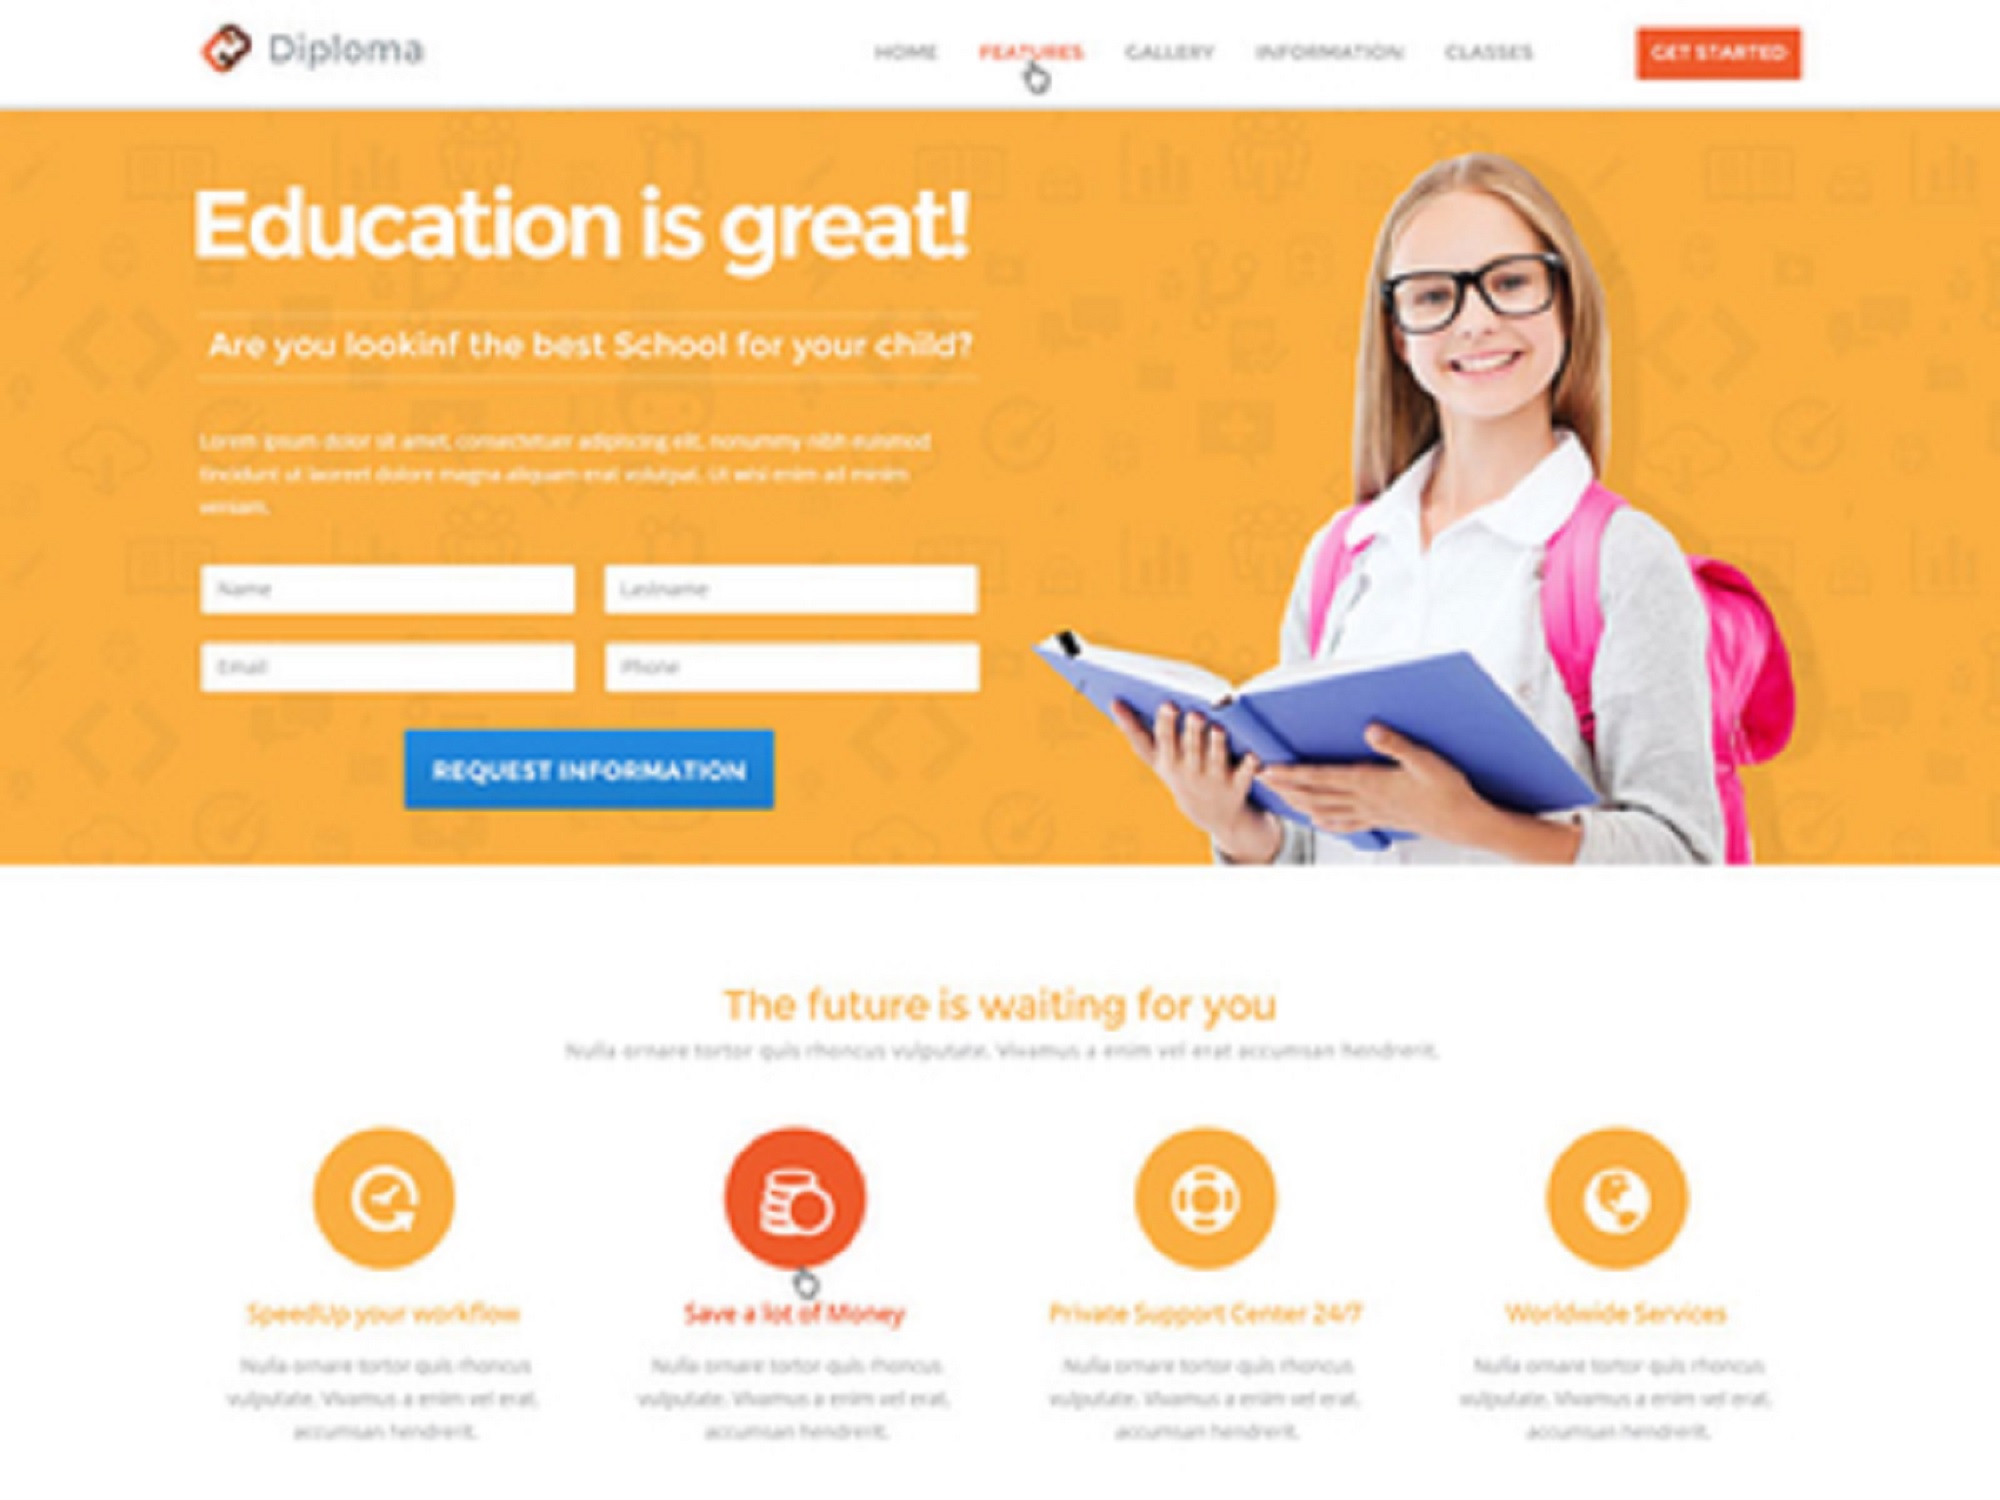 Diploma
HOME FEATURES GALLERY INFORMATION CLASSES GET STARTED
Education is great!
Are you lookinf the best School for your child?
Lorem ipsum dolor sit amet, consectetuer adipiscing elit, nonummy nibh euismod
tincidunt ut laoreet dolore magna aliquam erat volutpat. Ut wisi enim ad minim
veniam.
Name Lastname
Email Phone
REQUEST INFORMATION
The future is waiting for you
Nulla ornare tortor quis rhoncus vulputate. Vivamus a enim vel erat accumsan hendrerit.
SpeedUp your workflow
Nulla ornare tortor quis rhoncus
vulputate. Vivamus a enim vel erat,
accumsan hendrerit.
Save a lot of Money
Nulla ornare tortor quis rhoncus
vulputate. Vivamus a enim vel erat,
accumsan hendrerit.
Private Support Center 24/7
Nulla ornare tortor quis rhoncus
vulputate. Vivamus a enim vel erat,
accumsan hendrerit.
Worldwide Services
Nulla ornare tortor quis rhoncus
vulputate. Vivamus a enim vel erat,
accumsan hendrerit.